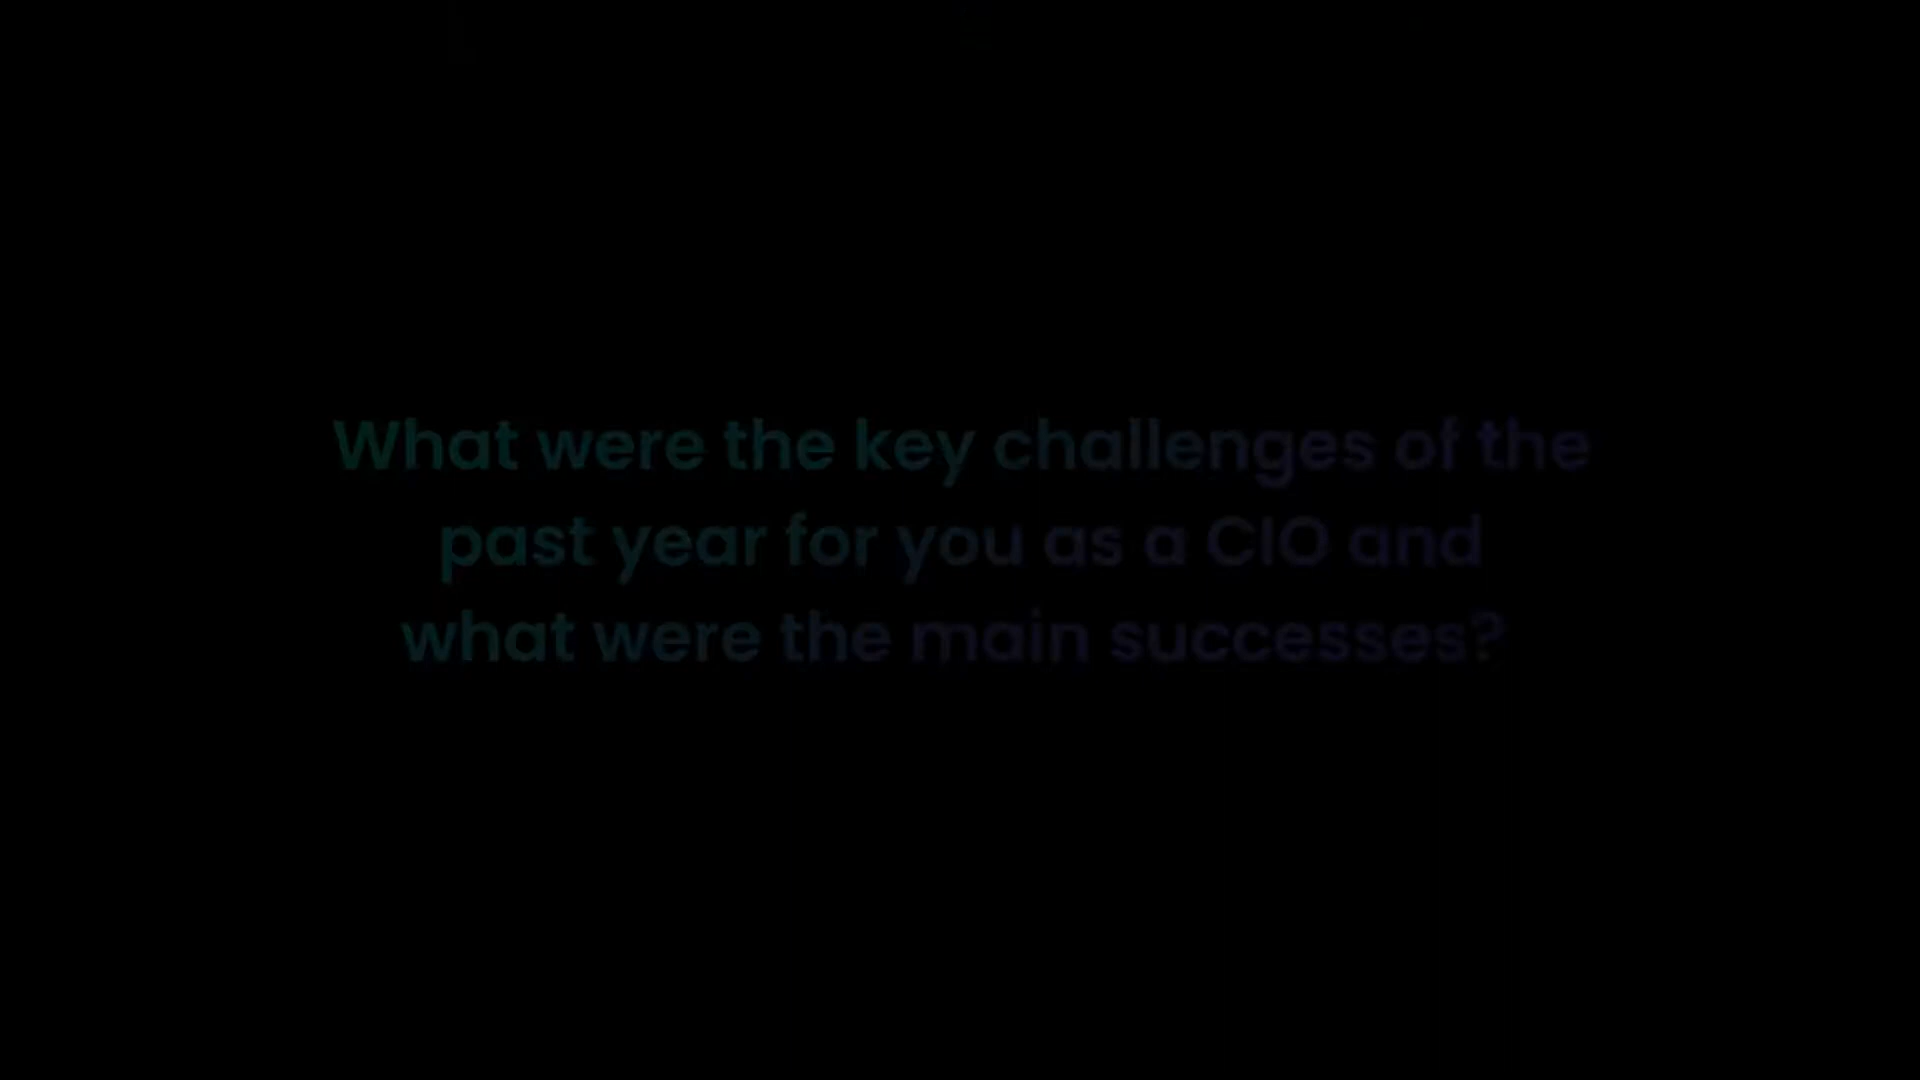 What were the key challenges of the
past year for you as a CIO and
what were the main successes?